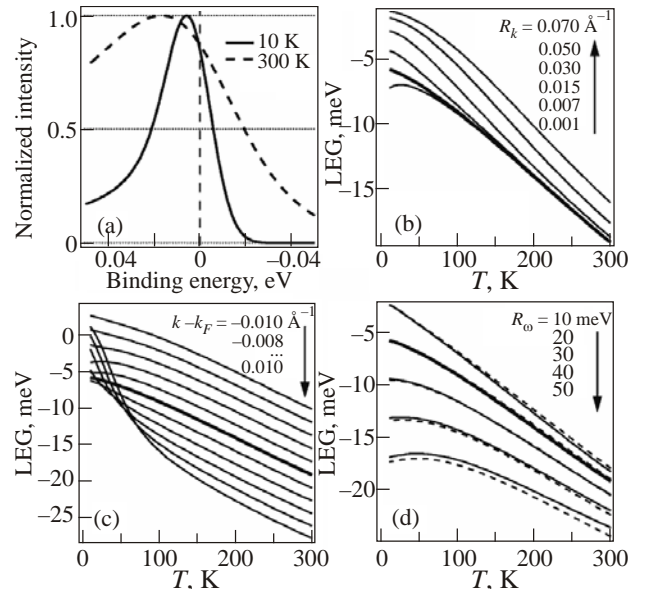 1.0
0.5
0
10 K
300 K
Normalized intensity
(a)
0.04
0
−0.04
Binding energy, eV
−5
−10
−15
LEG, meV
R_k = 0.070 Å⁻¹
0.050
0.030
0.015
0.007
0.001
(b)
0
100
200
300
T, K
0
−5
−10
−15
−20
−25
LEG, meV
k – k_F = −0.010 Å⁻¹
−0.008
...
0.010
(c)
0
100
200
300
T, K
−5
−10
−15
−20
LEG, meV
R_ω = 10 meV
20
30
40
50
(d)
0
100
200
300
T, K